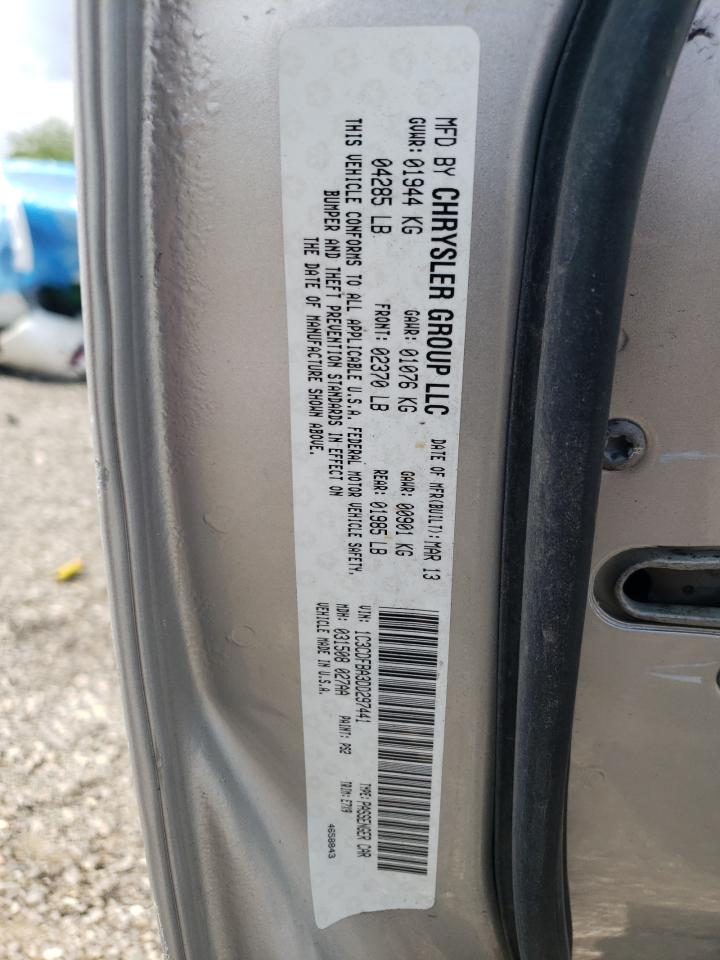 MFD BY CHRYSLER GROUP LLC DATE OF MFR(BUILT): MAR 13
GVWR: 01944 KG GAWR: 01076 KG GAWR: 00901 KG
04285 LB FRONT: 02370 LB REAR: 01985 LB
THIS VEHICLE CONFORMS TO ALL APPLICABLE U.S.A. FEDERAL MOTOR VEHICLE SAFETY,
BUMPER AND THEFT PREVENTION STANDARDS IN EFFECT ON
THE DATE OF MANUFACTURE SHOWN ABOVE.
VIN: 1C3CDFBA3DD297441 TYPE: PASSENGER CAR
MDH: 031508 027AA PAINT: PS2 TRIM: E7X9
VEHICLE MADE IN U.S.A. 4658843